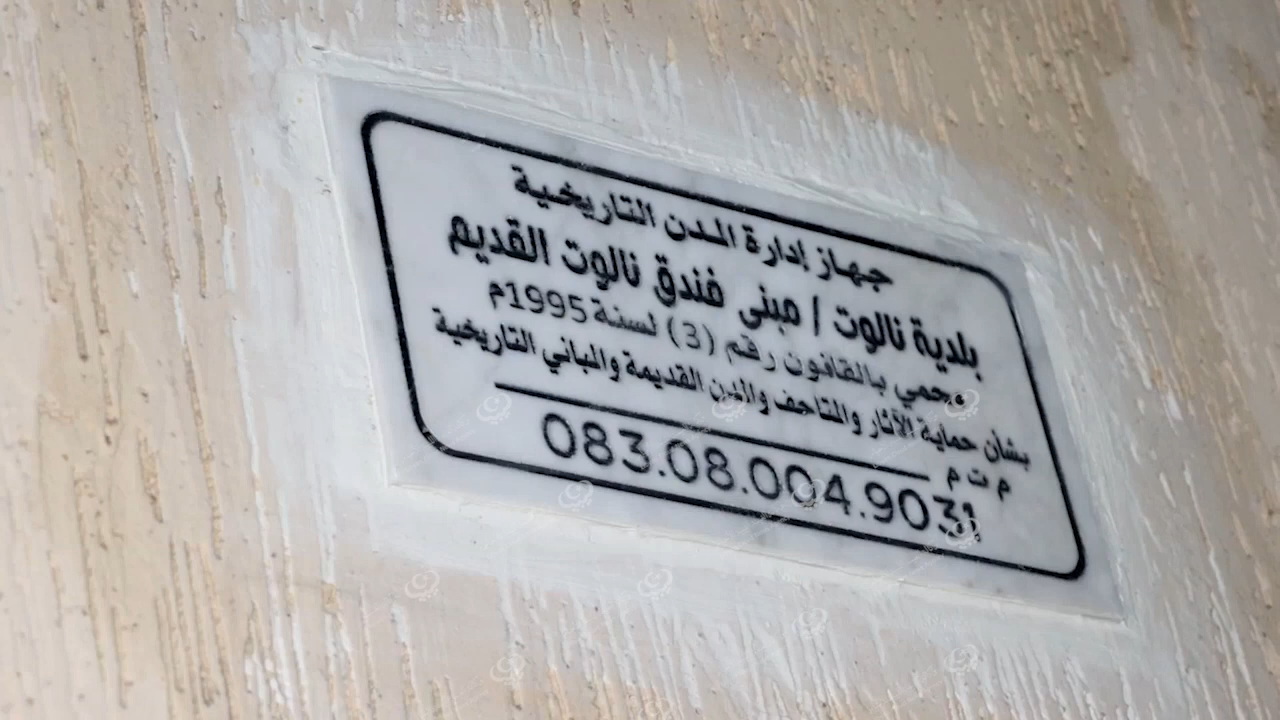 جهاز إدارة المدن التاريخية
بلدية نالوت / مبنى فندق نالوت القديم
محمي بالقانون رقم (3) لسنة 1995م
بشأن حماية الآثار والمتاحف والمدن القديمة والمباني التاريخية
م ت م
083.08.004.9031